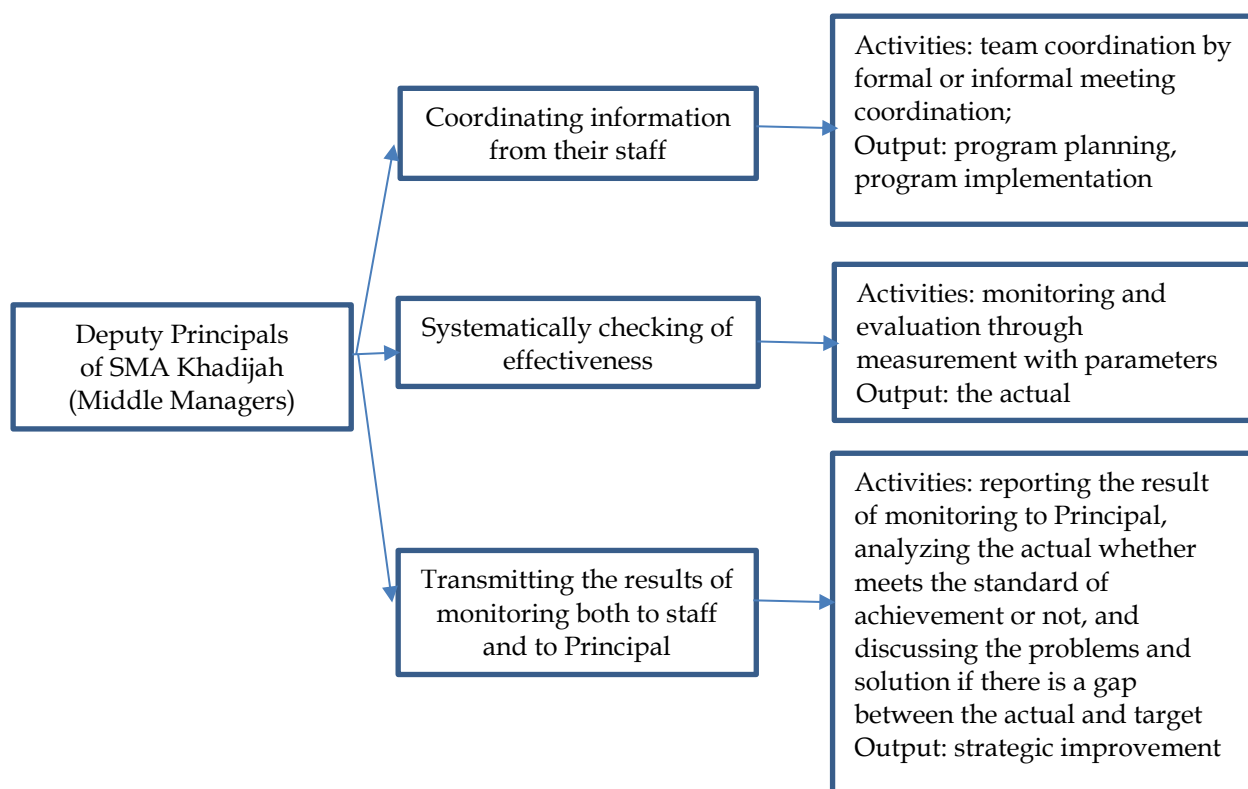 Deputy Principals
of SMA Khadijah
(Middle Managers)
Coordinating information
from their staff
Activities: team coordination by
formal or informal meeting
coordination;
Output: program planning,
program implementation
Systematically checking of
effectiveness
Activities: monitoring and
evaluation through
measurement with parameters
Output: the actual
Transmitting the results of
monitoring both to staff
and to Principal
Activities: reporting the result
of monitoring to Principal,
analyzing the actual whether
meets the standard of
achievement or not, and
discussing the problems and
solution if there is a gap
between the actual and target
Output: strategic improvement